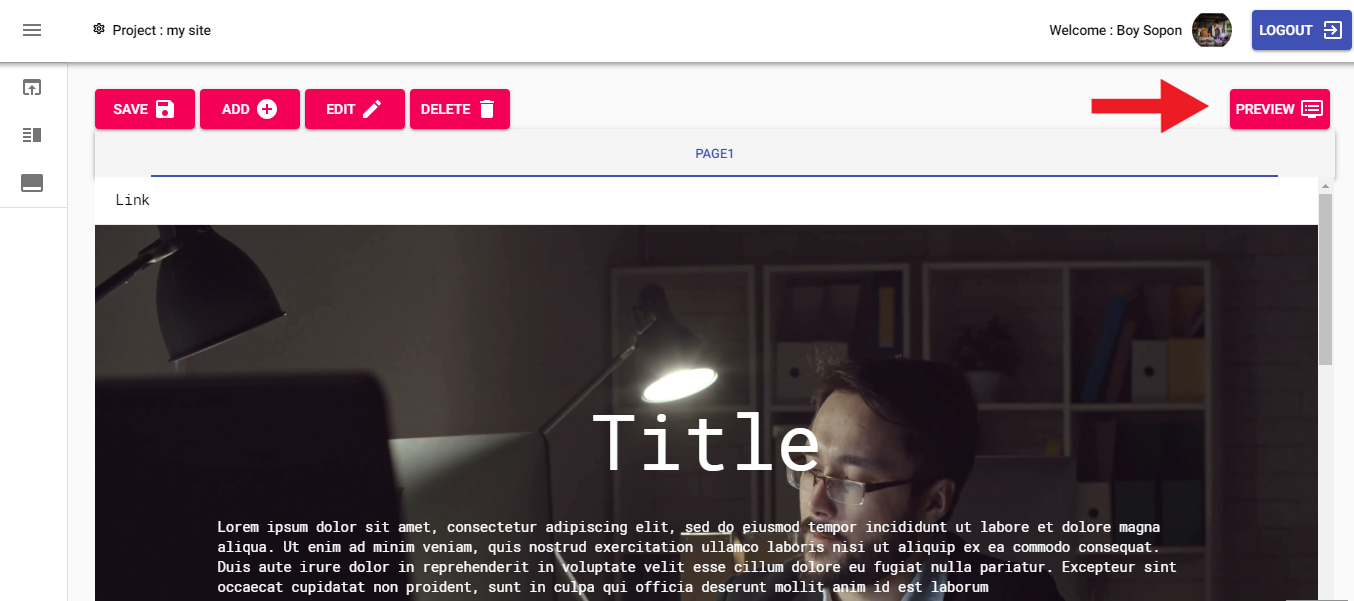 Project : my site
Welcome : Boy Sopon
LOGOUT
SAVE
ADD
EDIT
DELETE
PREVIEW
PAGE1
Link
Title
Lorem ipsum dolor sit amet, consectetur adipiscing elit, sed do eiusmod tempor incididunt ut labore et dolore magna
aliqua. Ut enim ad minim veniam, quis nostrud exercitation ullamco laboris nisi ut aliquip ex ea commodo consequat.
Duis aute irure dolor in reprehenderit in voluptate velit esse cillum dolore eu fugiat nulla pariatur. Excepteur sint
occaecat cupidatat non proident, sunt in culpa qui officia deserunt mollit anim id est laborum